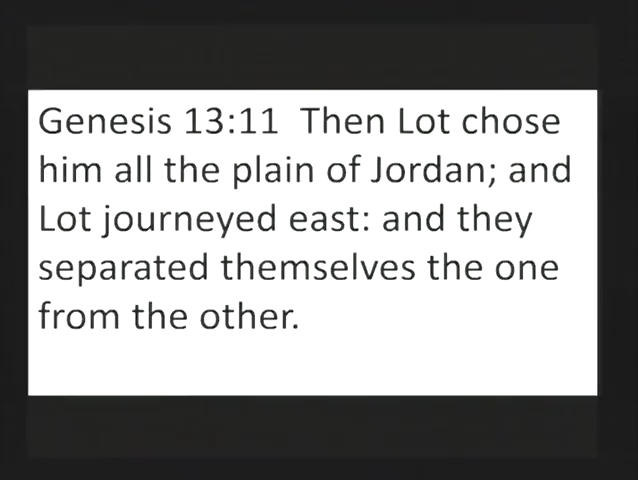 Genesis 13:11  Then Lot chose
him all the plain of Jordan; and
Lot journeyed east: and they
separated themselves the one
from the other.